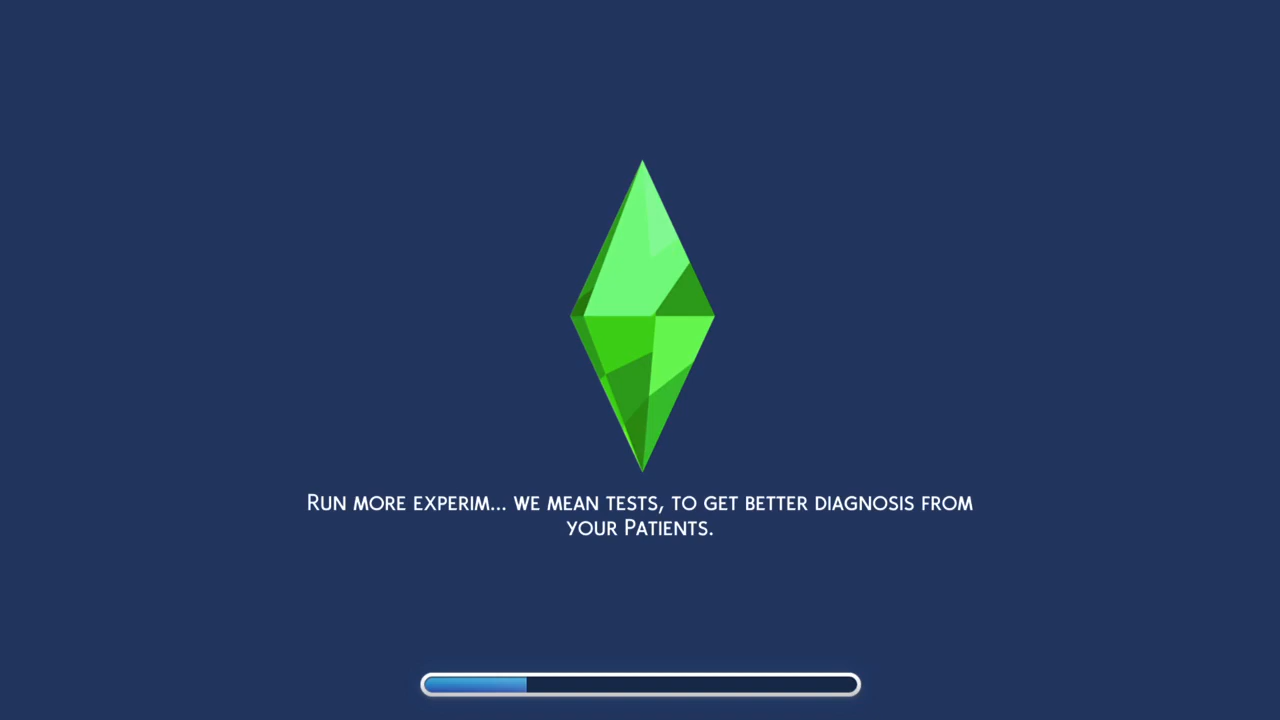 Run more experim... we mean tests, to get better diagnosis from
your Patients.